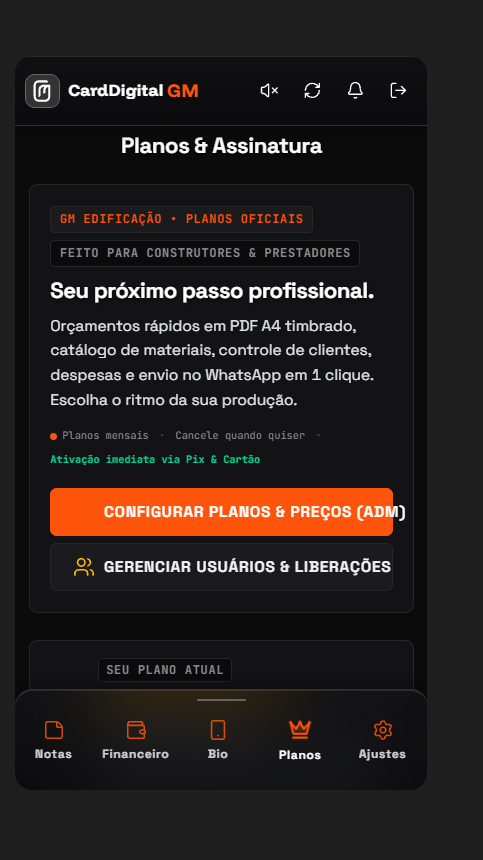 CardDigital GM
Planos & Assinatura
GM EDIFICAÇÃO • PLANOS OFICIAIS
FEITO PARA CONSTRUTORES & PRESTADORES
Seu próximo passo profissional.
Orçamentos rápidos em PDF A4 timbrado,
catálogo de materiais, controle de clientes,
despesas e envio no WhatsApp em 1 clique.
Escolha o ritmo da sua produção.
Planos mensais · Cancele quando quiser ·
Ativação imediata via Pix & Cartão
CONFIGURAR PLANOS & PREÇOS (ADM)
GERENCIAR USUÁRIOS & LIBERAÇÕES
SEU PLANO ATUAL
Notas Financeiro Bio Planos Ajustes